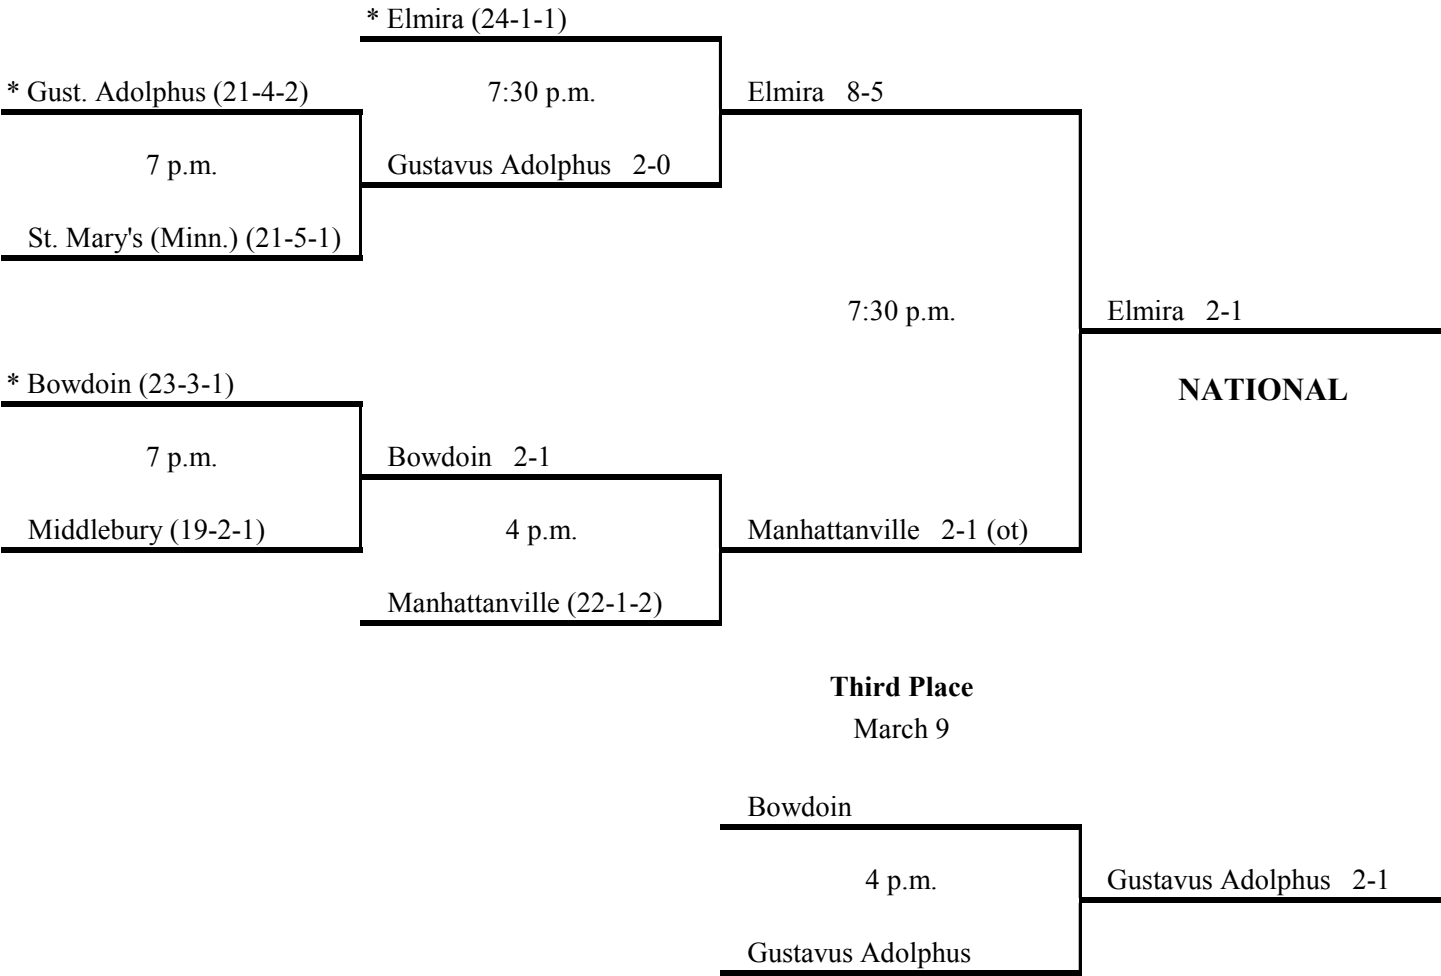 * Elmira (24-1-1)
* Gust. Adolphus (21-4-2)
7:30 p.m.
Elmira 8-5
7 p.m.
Gustavus Adolphus 2-0
St. Mary's (Minn.) (21-5-1)
7:30 p.m.
Elmira 2-1
* Bowdoin (23-3-1)
NATIONAL
7 p.m.
Bowdoin 2-1
Middlebury (19-2-1)
4 p.m.
Manhattanville 2-1 (ot)
Manhattanville (22-1-2)
Third Place
March 9
Bowdoin
4 p.m.
Gustavus Adolphus 2-1
Gustavus Adolphus